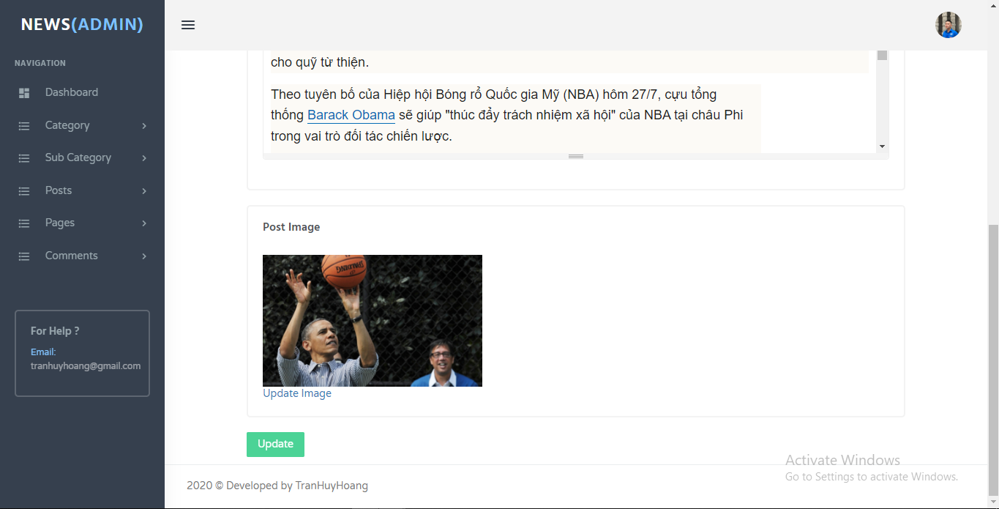 NEWS(ADMIN)
NAVIGATION
Dashboard
Category
Sub Category
Posts
Pages
Comments
For Help ?
Email:
tranhuyhoang@gmail.com
cho quỹ từ thiện.
Theo tuyên bố của Hiệp hội Bóng rổ Quốc gia Mỹ (NBA) hôm 27/7, cựu tổng
thống Barack Obama sẽ giúp "thúc đẩy trách nhiệm xã hội" của NBA tại châu Phi
trong vai trò đối tác chiến lược.
Post Image
SPALDING
Update Image
Update
2020 © Developed by TranHuyHoang
Activate Windows
Go to Settings to activate Windows.